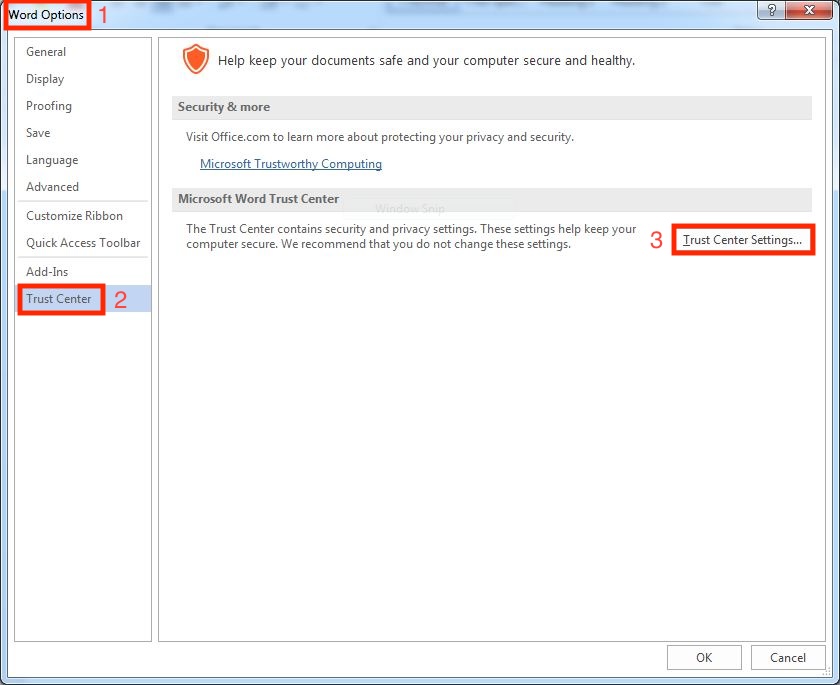 Word Options 1
?
General
Display
Proofing
Save
Language
Advanced
Customize Ribbon
Quick Access Toolbar
Add-Ins
Trust Center 2
Help keep your documents safe and your computer secure and healthy.
Security & more
Visit Office.com to learn more about protecting your privacy and security.
Microsoft Trustworthy Computing
Microsoft Word Trust Center
Window Snip
The Trust Center contains security and privacy settings. These settings help keep your
computer secure. We recommend that you do not change these settings.
3 Trust Center Settings...
OK Cancel